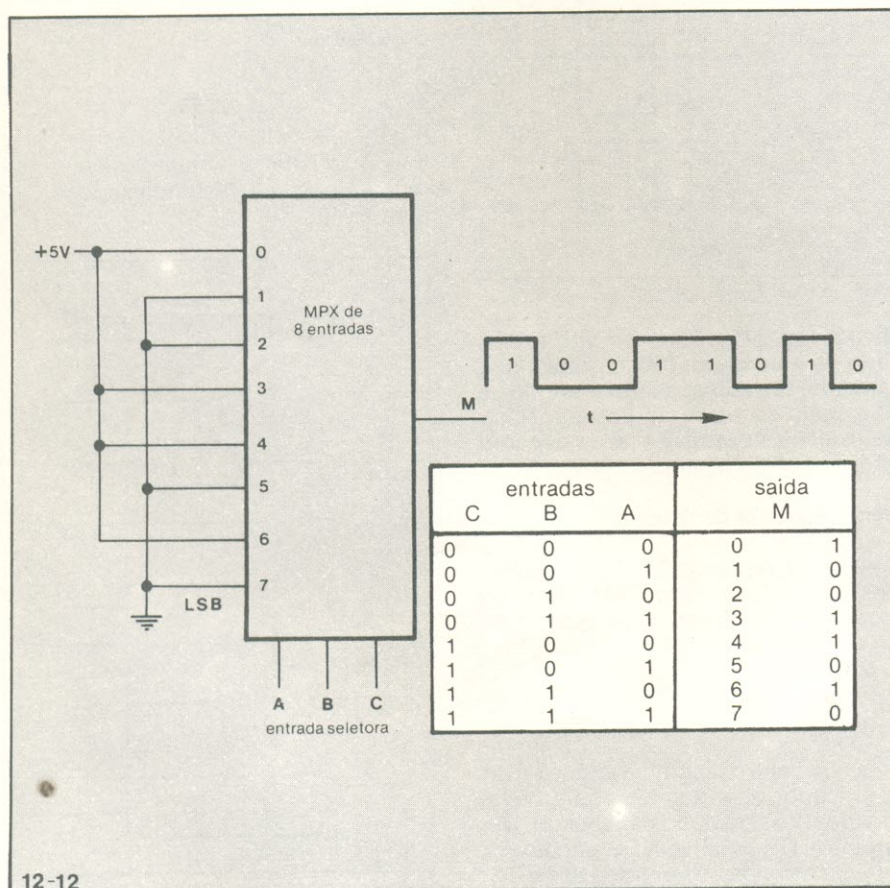 +5V
0
1
2
3
4
5
6
7
LSB
MPX de
8 entradas
A B C
entrada seletora
M
1 0 0 1 1 0 1 0
t
entradas saida
C B A M
0 0 0 0 1
0 0 1 1 0
0 1 0 2 0
0 1 1 3 1
1 0 0 4 1
1 0 1 5 0
1 1 0 6 1
1 1 1 7 0
12-12